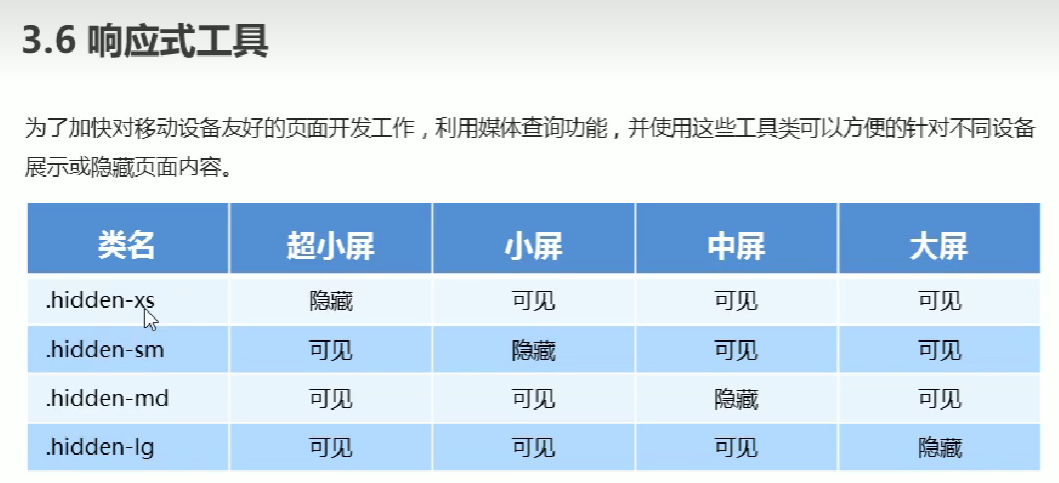 3.6 响应式工具
为了加快对移动设备友好的页面开发工作，利用媒体查询功能，并使用这些工具类可以方便的针对不同设备
展示或隐藏页面内容。
类名 超小屏 小屏 中屏 大屏
.hidden-xs 隐藏 可见 可见 可见
.hidden-sm 可见 隐藏 可见 可见
.hidden-md 可见 可见 隐藏 可见
.hidden-lg 可见 可见 可见 隐藏